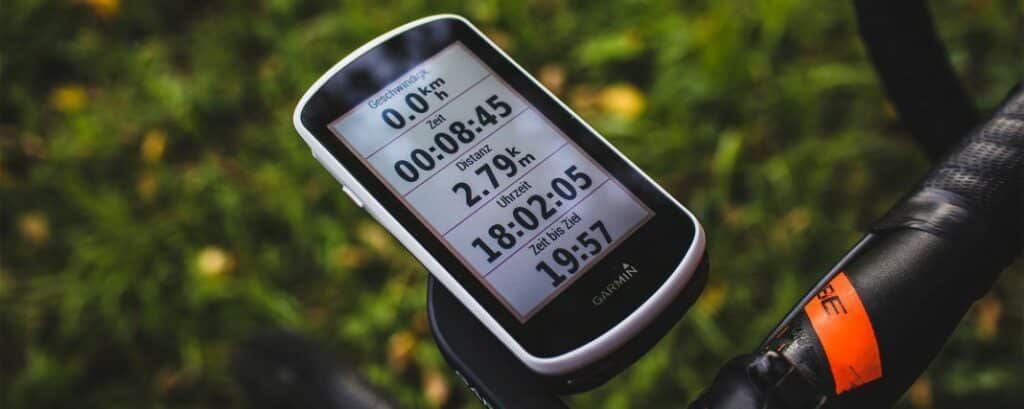 Geschwindigk.
0.0 km/h
Zeit
00:08:45
Distanz
2.79 km
Uhrzeit
18:02:05
Zeit bis Ziel
19:57
GARMIN